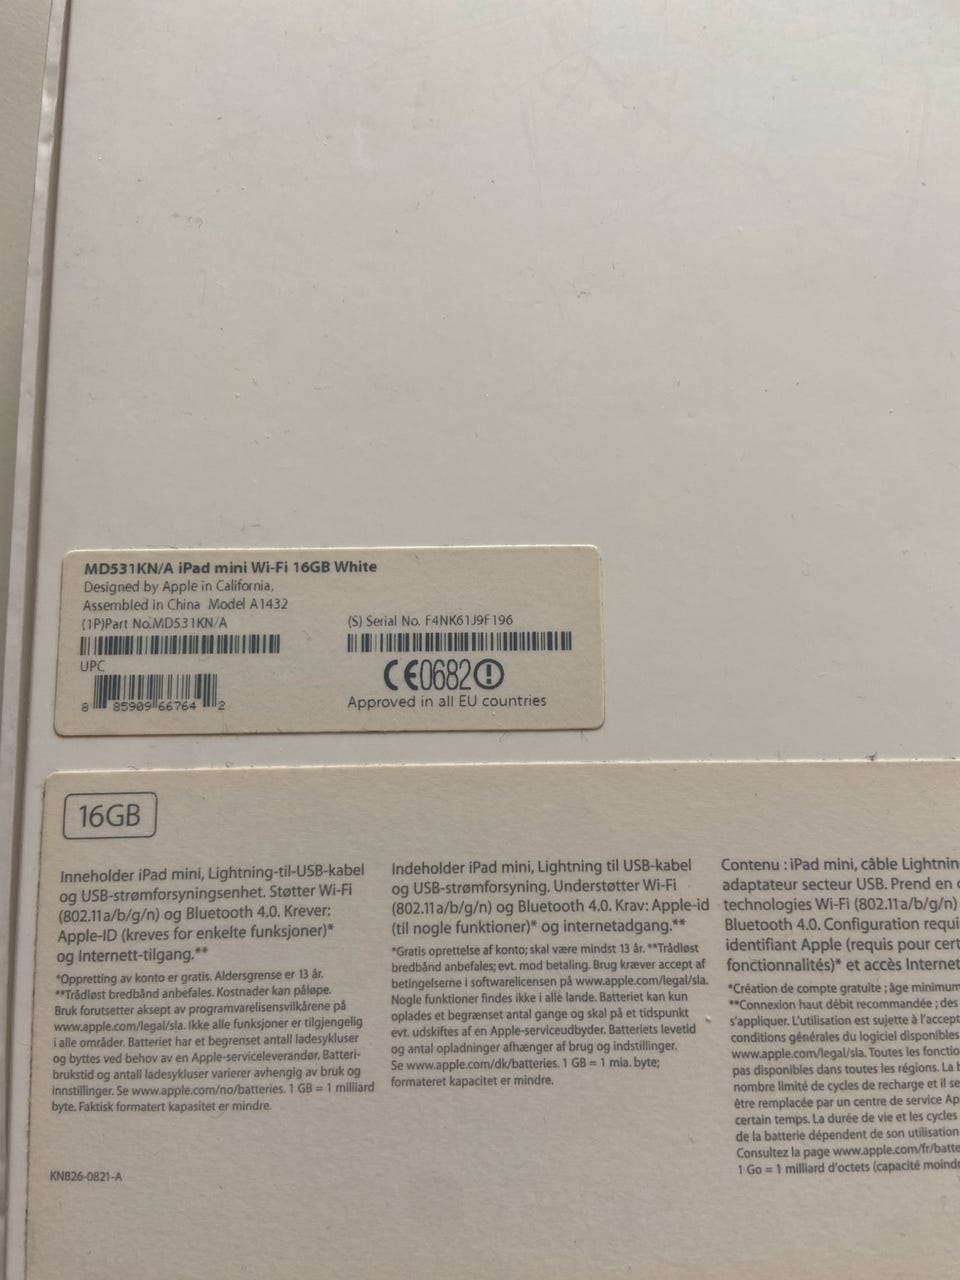 MD531KN/A iPad mini Wi-Fi 16GB White
Designed by Apple in California,
Assembled in China Model A1432
(1P)Part No.MD531KN/A
(S) Serial No. F4NK61J9F196
UPC
8 85909 66764 2
CE0682
Approved in all EU countries
16GB
Inneholder iPad mini, Lightning-til-USB-kabel
og USB-strømforsyningsenhet. Støtter Wi-Fi
(802.11a/b/g/n) og Bluetooth 4.0. Krever:
Apple-ID (kreves for enkelte funksjoner)*
og Internett-tilgang.**
*Oppretting av konto er gratis. Aldersgrense er 13 år.
**Trådløst bredbånd anbefales. Kostnader kan påløpe.
Bruk forutsetter aksept av programvarelisensvilkårene på
www.apple.com/legal/sla. Ikke alle funksjoner er tilgjengelig
i alle områder. Batteriet har et begrenset antall ladesykluser
og byttes ved behov av en Apple-serviceleverandør. Batteri-
brukstid og antall ladesykluser varierer avhengig av bruk og
innstillinger. Se www.apple.com/no/batteries. 1 GB = 1 milliard
byte. Faktisk formatert kapasitet er mindre.
KN826-0821-A
Indeholder iPad mini, Lightning til USB-kabel
og USB-strømforsyning. Understøtter Wi-Fi
(802.11a/b/g/n) og Bluetooth 4.0. Krav: Apple-id
(til nogle funktioner)* og internetadgang.**
*Gratis oprettelse af konto; skal være mindst 13 år. **Trådløst
bredbånd anbefales; evt. mod betaling. Brug kræver accept af
betingelserne i softwarelicensen på www.apple.com/legal/sla.
Nogle funktioner findes ikke i alle lande. Batteriet kan kun
oplades et begrænset antal gange og skal på et tidspunkt
evt. udskiftes af en Apple-serviceudbyder. Batteriets levetid
og antal opladninger afhænger af brug og indstillinger.
Se www.apple.com/dk/batteries. 1 GB = 1 mia. byte;
formateret kapacitet er mindre.
Contenu : iPad mini, câble Lightnin
adaptateur secteur USB. Prend en
technologies Wi-Fi (802.11a/b/g/n)
Bluetooth 4.0. Configuration requi
identifiant Apple (requis pour cert
fonctionnalités)* et accès Internet
*Création de compte gratuite ; âge minimum
**Connexion haut débit recommandée ; des
s'appliquer. L'utilisation est sujette à l'accept
conditions générales du logiciel disponibles
www.apple.com/legal/sla. Toutes les fonctio
pas disponibles dans toutes les régions. La
nombre limité de cycles de recharge et il se
être remplacée par un centre de service Ap
certain temps. La durée de vie et les cycles
de la batterie dépendent de son utilisation
Consultez la page www.apple.com/fr/batte
1 Go = 1 milliard d'octets (capacité moind